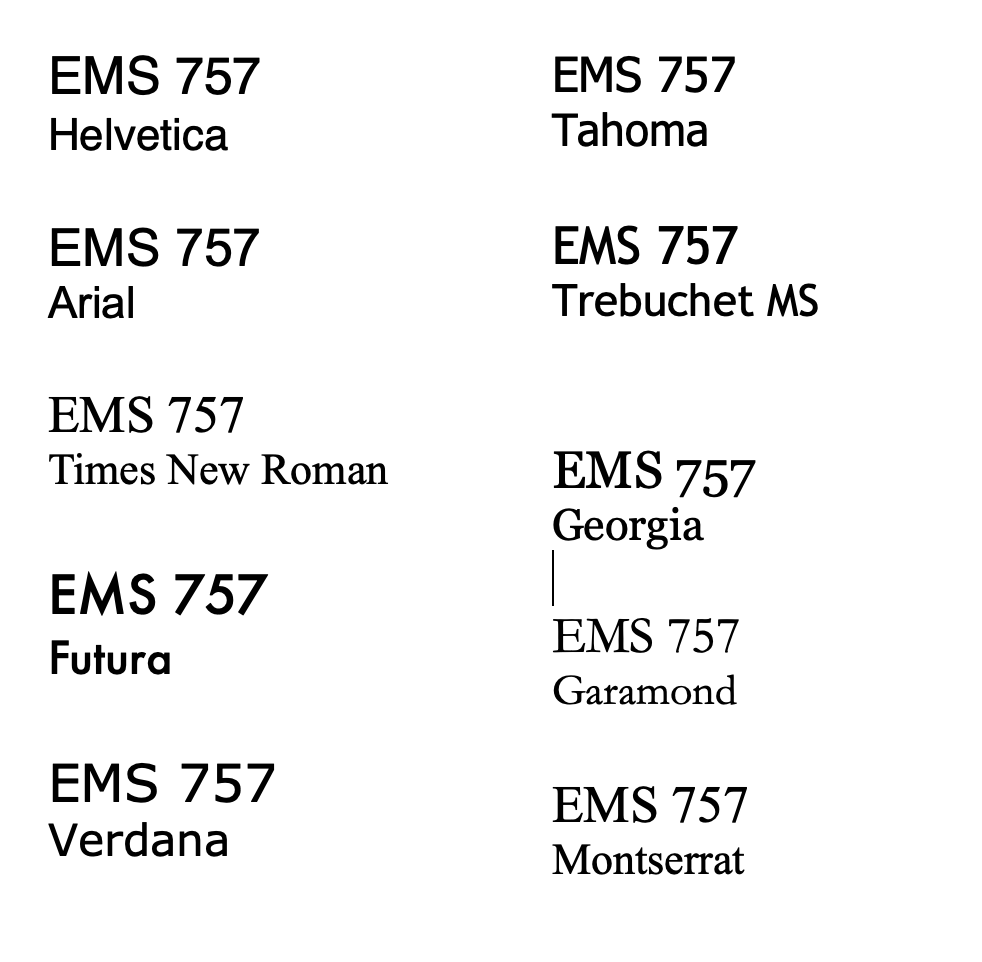 EMS 757
Helvetica
EMS 757
Arial
EMS 757
Times New Roman
EMS 757
Futura
EMS 757
Verdana
EMS 757
Tahoma
EMS 757
Trebuchet MS
EMS 757
Georgia
EMS 757
Garamond
EMS 757
Montserrat